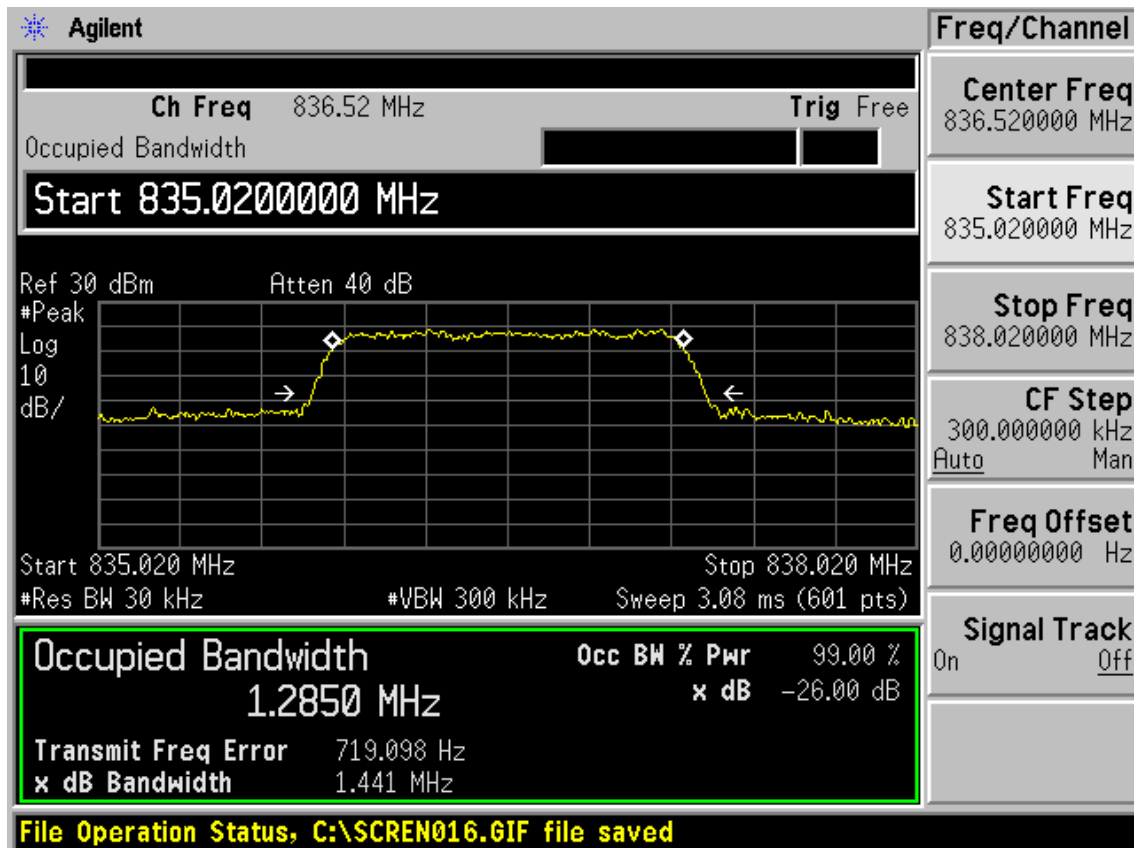 Agilent
Freq/Channel
Ch Freq 836.52 MHz Trig Free
Occupied Bandwidth
Start 835.0200000 MHz
Ref 30 dBm Atten 40 dB
#Peak
Log
10
dB/
Start 835.020 MHz Stop 838.020 MHz
#Res BW 30 kHz #VBW 300 kHz Sweep 3.08 ms (601 pts)
Occupied Bandwidth Occ BW % Pwr 99.00 %
1.2850 MHz x dB -26.00 dB
Transmit Freq Error 719.098 Hz
x dB Bandwidth 1.441 MHz
File Operation Status, C:\SCREN016.GIF file saved
Center Freq
836.520000 MHz
Start Freq
835.020000 MHz
Stop Freq
838.020000 MHz
CF Step
300.000000 kHz
Auto Man
Freq Offset
0.00000000 Hz
Signal Track
On Off